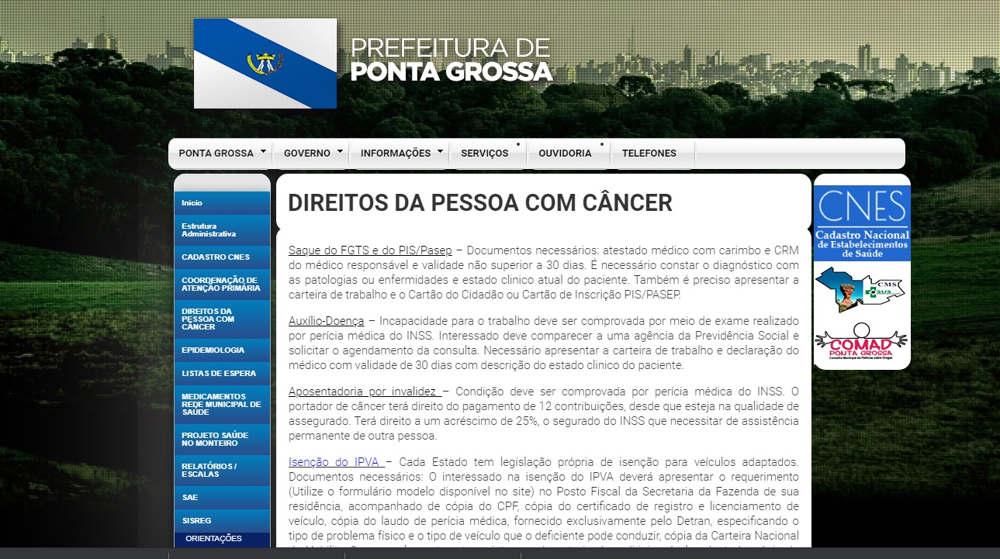 PREFEITURA DE
PONTA GROSSA
PONTA GROSSA
GOVERNO
INFORMAÇÕES
SERVIÇOS
OUVIDORIA
TELEFONES
Inicio
Estrutura
Administrativa
CADASTRO CNES
COORDENAÇÃO DE
ATENÇÃO PRIMÁRIA
DIREITOS DA
PESSOA COM
CÂNCER
EPIDEMIOLOGIA
LISTAS DE ESPERA
MEDICAMENTOS
REDE MUNICIPAL DE
SAÚDE
PROJETO SAÚDE
NO MONTEIRO
RELATÓRIOS /
ESCALAS
SAE
SISREG
ORIENTAÇÕES
DIREITOS DA PESSOA COM CÂNCER
Saque do FGTS e do PIS/Pasep – Documentos necessários: atestado médico com carimbo e CRM
do médico responsável e validade não superior a 30 dias. É necessário constar o diagnóstico com
as patologias ou enfermidades e estado clinico atual do paciente. Também é preciso apresentar a
carteira de trabalho e o Cartão do Cidadão ou Cartão de Inscrição PIS/PASEP.
Auxílio-Doença – Incapacidade para o trabalho deve ser comprovada por meio de exame realizado
por perícia médica do INSS. Interessado deve comparecer a uma agência da Previdência Social e
solicitar o agendamento da consulta. Necessário apresentar a carteira de trabalho e declaração do
médico com validade de 30 dias com descrição do estado clinico do paciente.
Aposentadoria por invalidez – Condição deve ser comprovada por perícia médica do INSS. O
portador de câncer terá direito do pagamento de 12 contribuições, desde que esteja na qualidade de
assegurado. Terá direito a um acréscimo de 25%, o segurado do INSS que necessitar de assistência
permanente de outra pessoa.
Isenção do IPVA – Cada Estado tem legislação própria de isenção para veículos adaptados.
Documentos necessários: O interessado na isenção do IPVA deverá apresentar o requerimento
(Utilize o formulário modelo disponível no site) no Posto Fiscal da Secretaria da Fazenda de sua
residência, acompanhado de cópia do CPF, cópia do certificado de registro e licenciamento de
veículo, cópia do laudo de perícia médica, fornecido exclusivamente pelo Detran, especificando o
tipo de problema físico e o tipo de veículo que o deficiente pode conduzir, cópia da Carteira Nacional
CNES
Cadastro Nacional
de Estabelecimentos
de Saúde
CMS
SUS
COMAD
PONTA GROSSA
Conselho Municipal de Políticas sobre Drogas